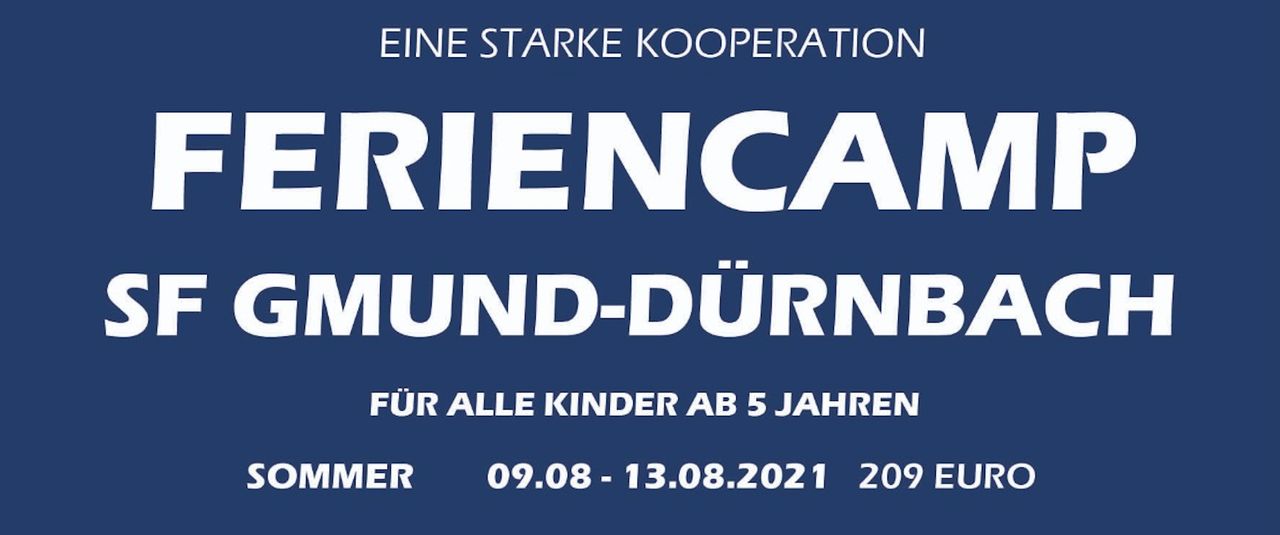 EINE STARKE KOOPERATION
FERIENCAMP
SF GMUND-DÜRNBACH
FÜR ALLE KINDER AB 5 JAHREN
SOMMER 09.08 - 13.08.2021 209 EURO